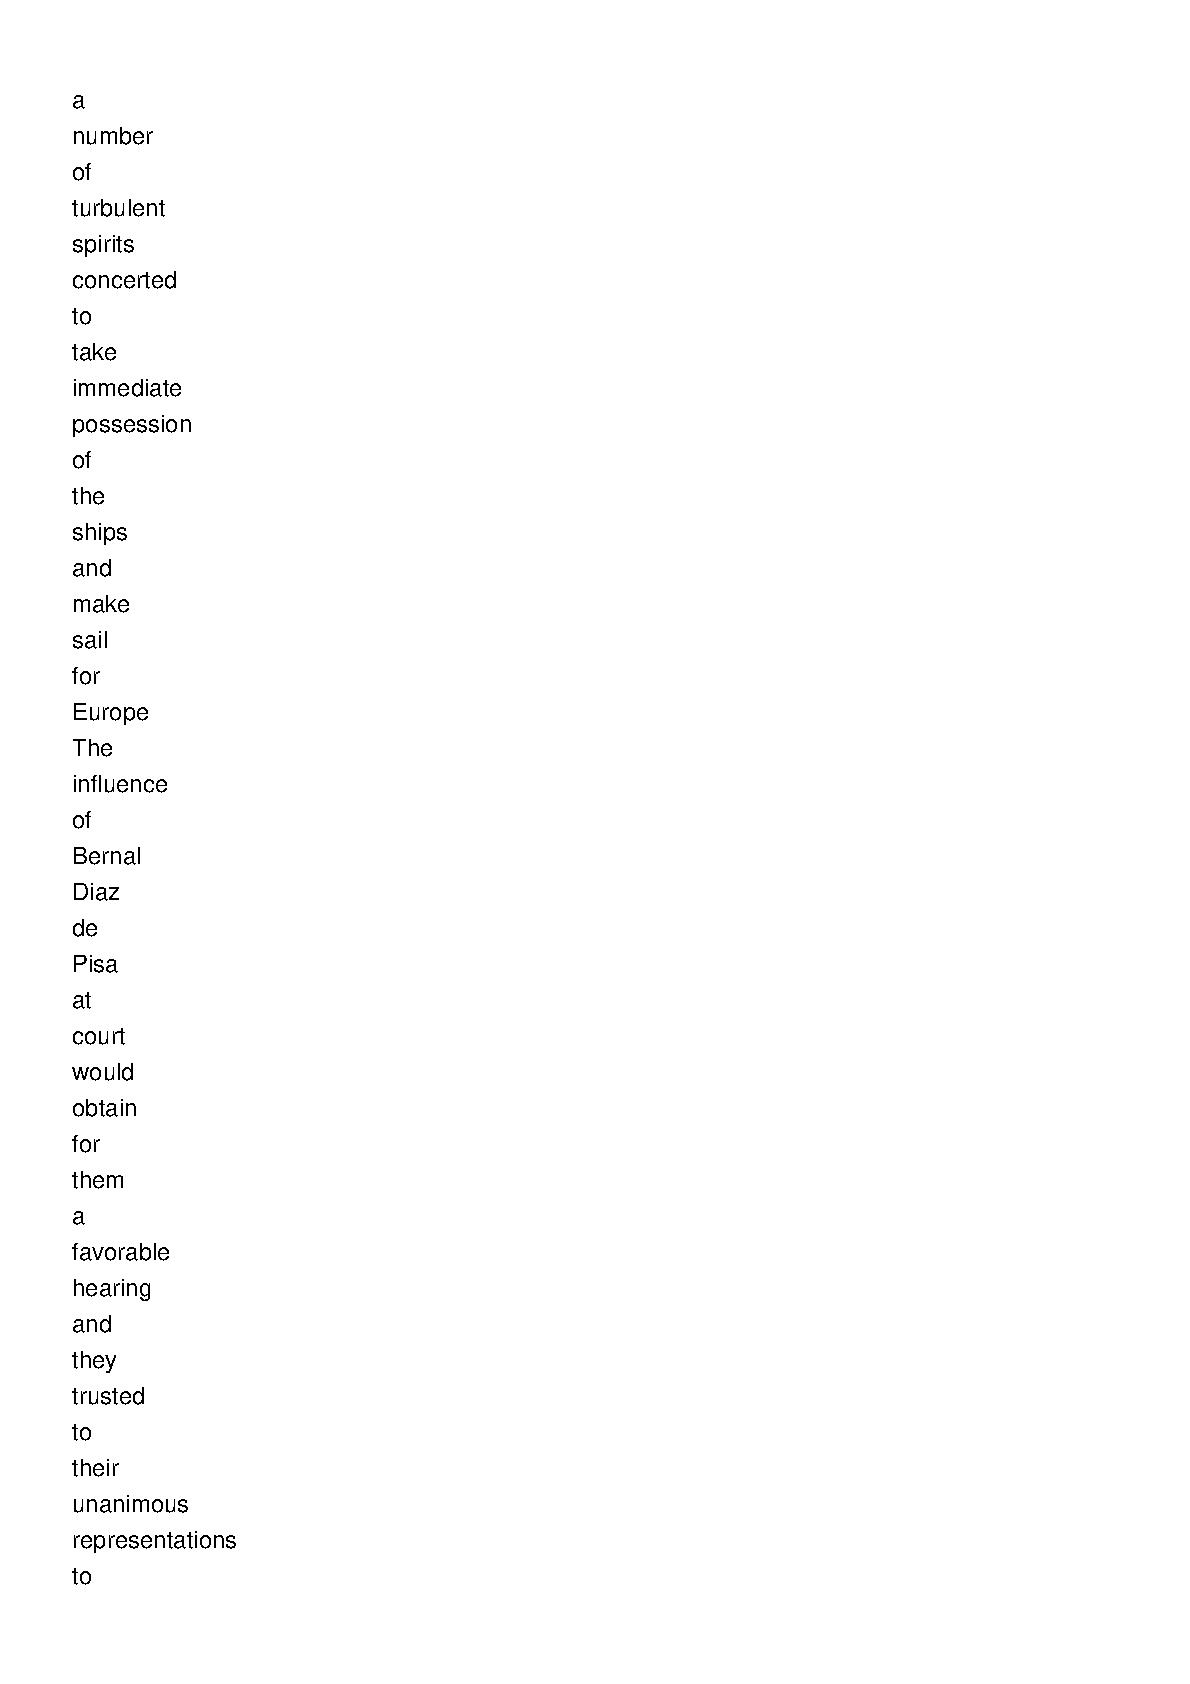 a
number
of
turbulent
spirits
concerted
to
take
immediate
possession
of
the
ships
and
make
sail
for
Europe
The
influence
of
Bernal
Diaz
de
Pisa
at
court
would
obtain
for
them
a
favorable
hearing
and
they
trusted
to
their
unanimous
representations
to